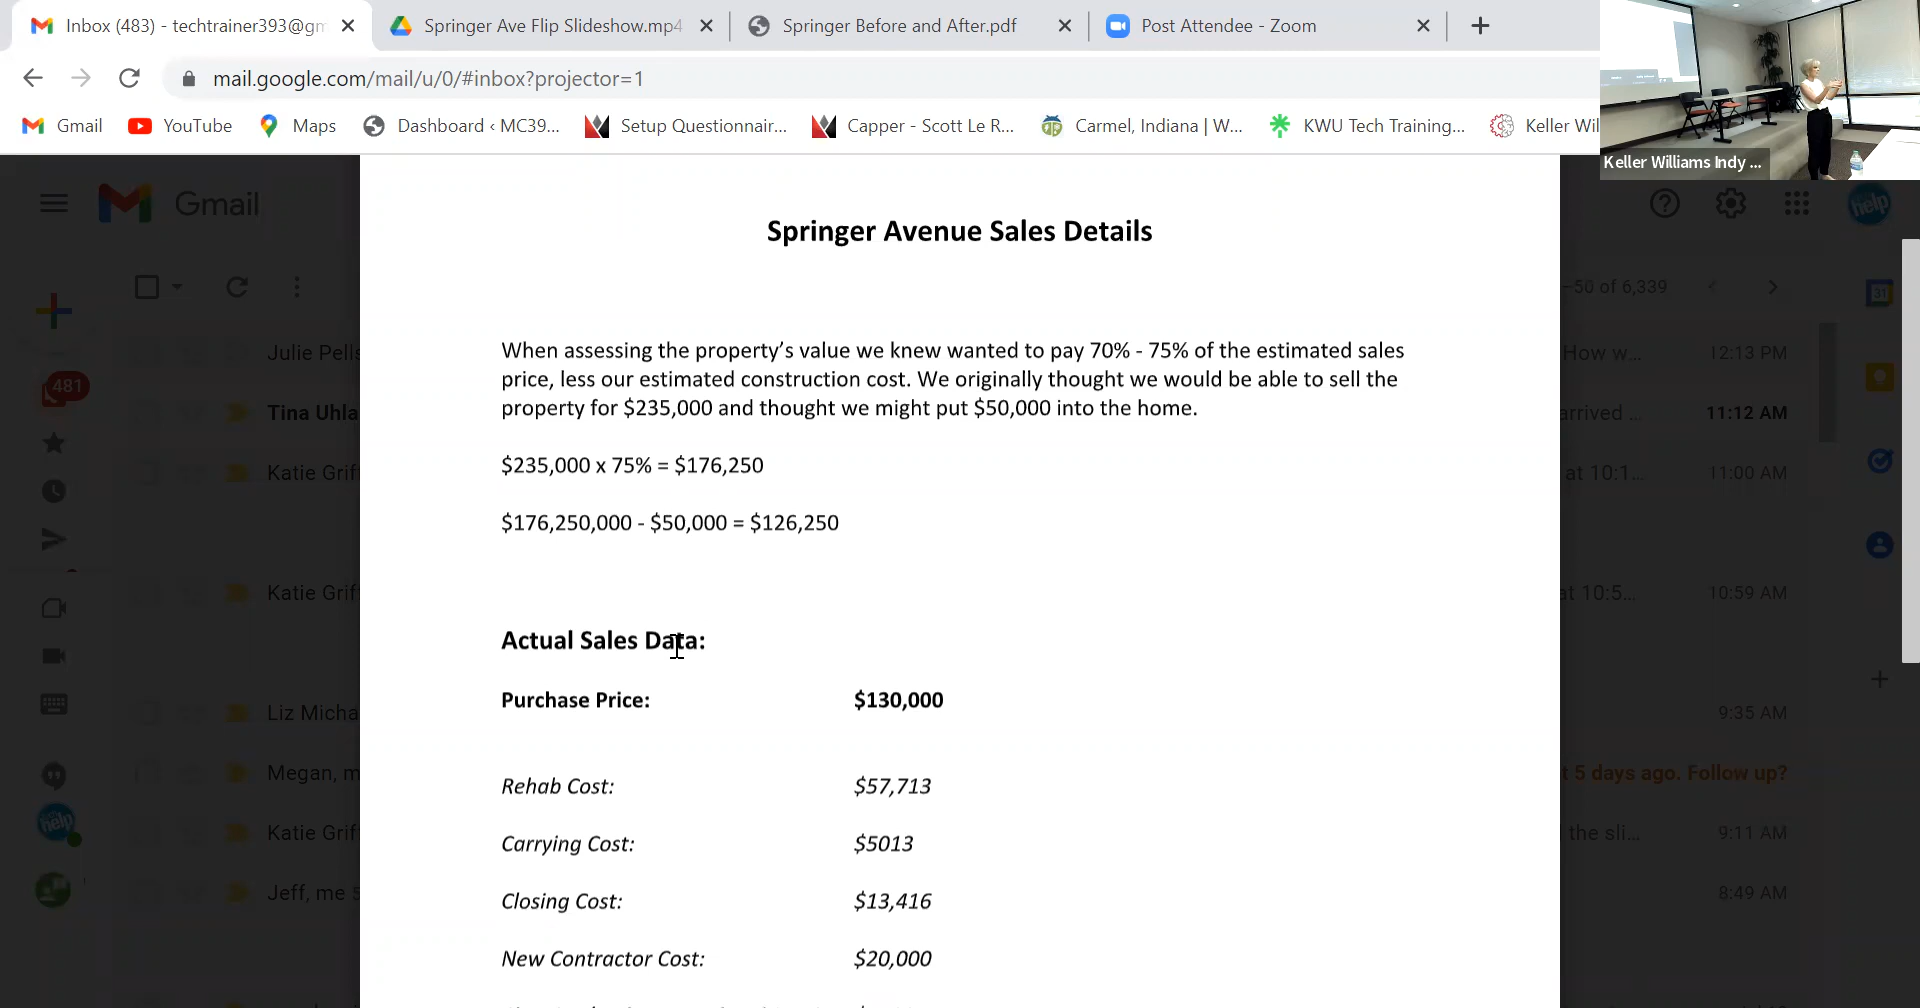 Inbox (483) - techtrainer393@gm
Springer Ave Flip Slideshow.mp4
Springer Before and After.pdf
Post Attendee - Zoom
mail.google.com/mail/u/0/#inbox?projector=1
Gmail
YouTube
Maps
Dashboard ‹ MC39...
Setup Questionnair...
Capper - Scott Le R...
Carmel, Indiana | W...
KWU Tech Training...
Keller Wil
Keller Williams Indy ...
Gmail
help
Springer Avenue Sales Details
-50 of 6,339
31
When assessing the property's value we knew wanted to pay 70% - 75% of the estimated sales
price, less our estimated construction cost. We originally thought we would be able to sell the
property for $235,000 and thought we might put $50,000 into the home.
$235,000 x 75% = $176,250
$176,250,000 - $50,000 = $126,250
Actual Sales Data:
Purchase Price: $130,000
Rehab Cost: $57,713
Carrying Cost: $5013
Closing Cost: $13,416
New Contractor Cost: $20,000
481
Julie Pells
How w... 12:13 PM
Tina Uhla
arrived ... 11:12 AM
Katie Grif
at 10:1... 11:00 AM
Katie Grif
at 10:5... 10:59 AM
Liz Micha
9:35 AM
Megan, m
t 5 days ago. Follow up?
help
Katie Grif
the sli... 9:11 AM
Jeff, me 5
8:49 AM